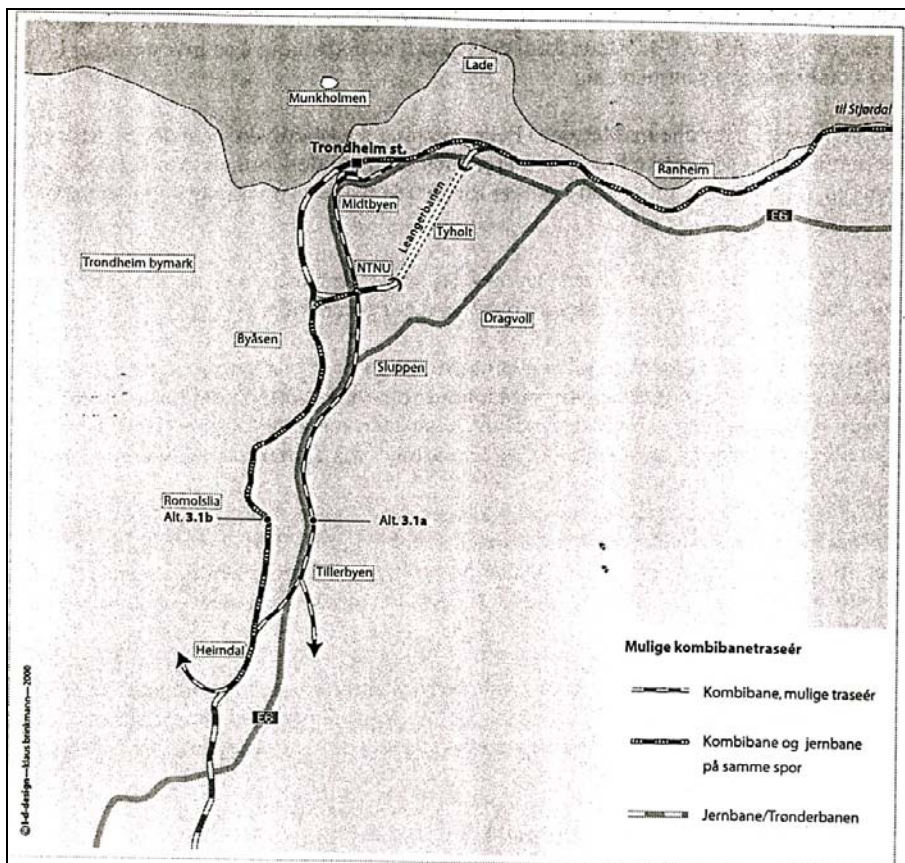 Lade
Munkholmen
til Stjørdal
Trondheim st.
Ranheim
Midtbyen
Leangerbanen
E6
Tyholt
Trondheim bymark
NTNU
Dragvoll
Byåsen
Sluppen
Romolslia
Alt. 3.1b
Alt. 3.1a
Tillerbyen
Heimdal
Mulige kombibanetraseér
Kombibane, mulige traseér
E6
Kombibane og jernbane
på samme spor
Jernbane/Trønderbanen
©l-d-design—klaus brinkmann—2000